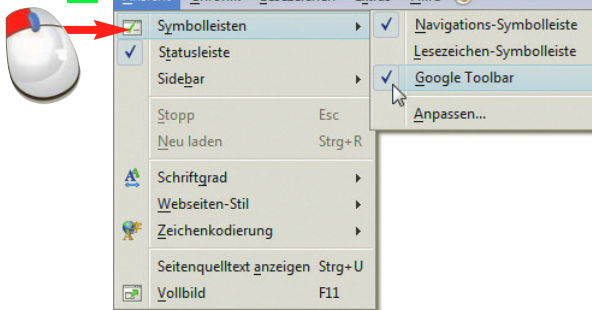 Symbolleisten
Statusleiste
Sidebar
Stopp Esc
Neu laden Strg+R
Schriftgrad
Webseiten-Stil
Zeichenkodierung
Seitenquelltext anzeigen Strg+U
Vollbild F11
Navigations-Symbolleiste
Lesezeichen-Symbolleiste
Google Toolbar
Anpassen...